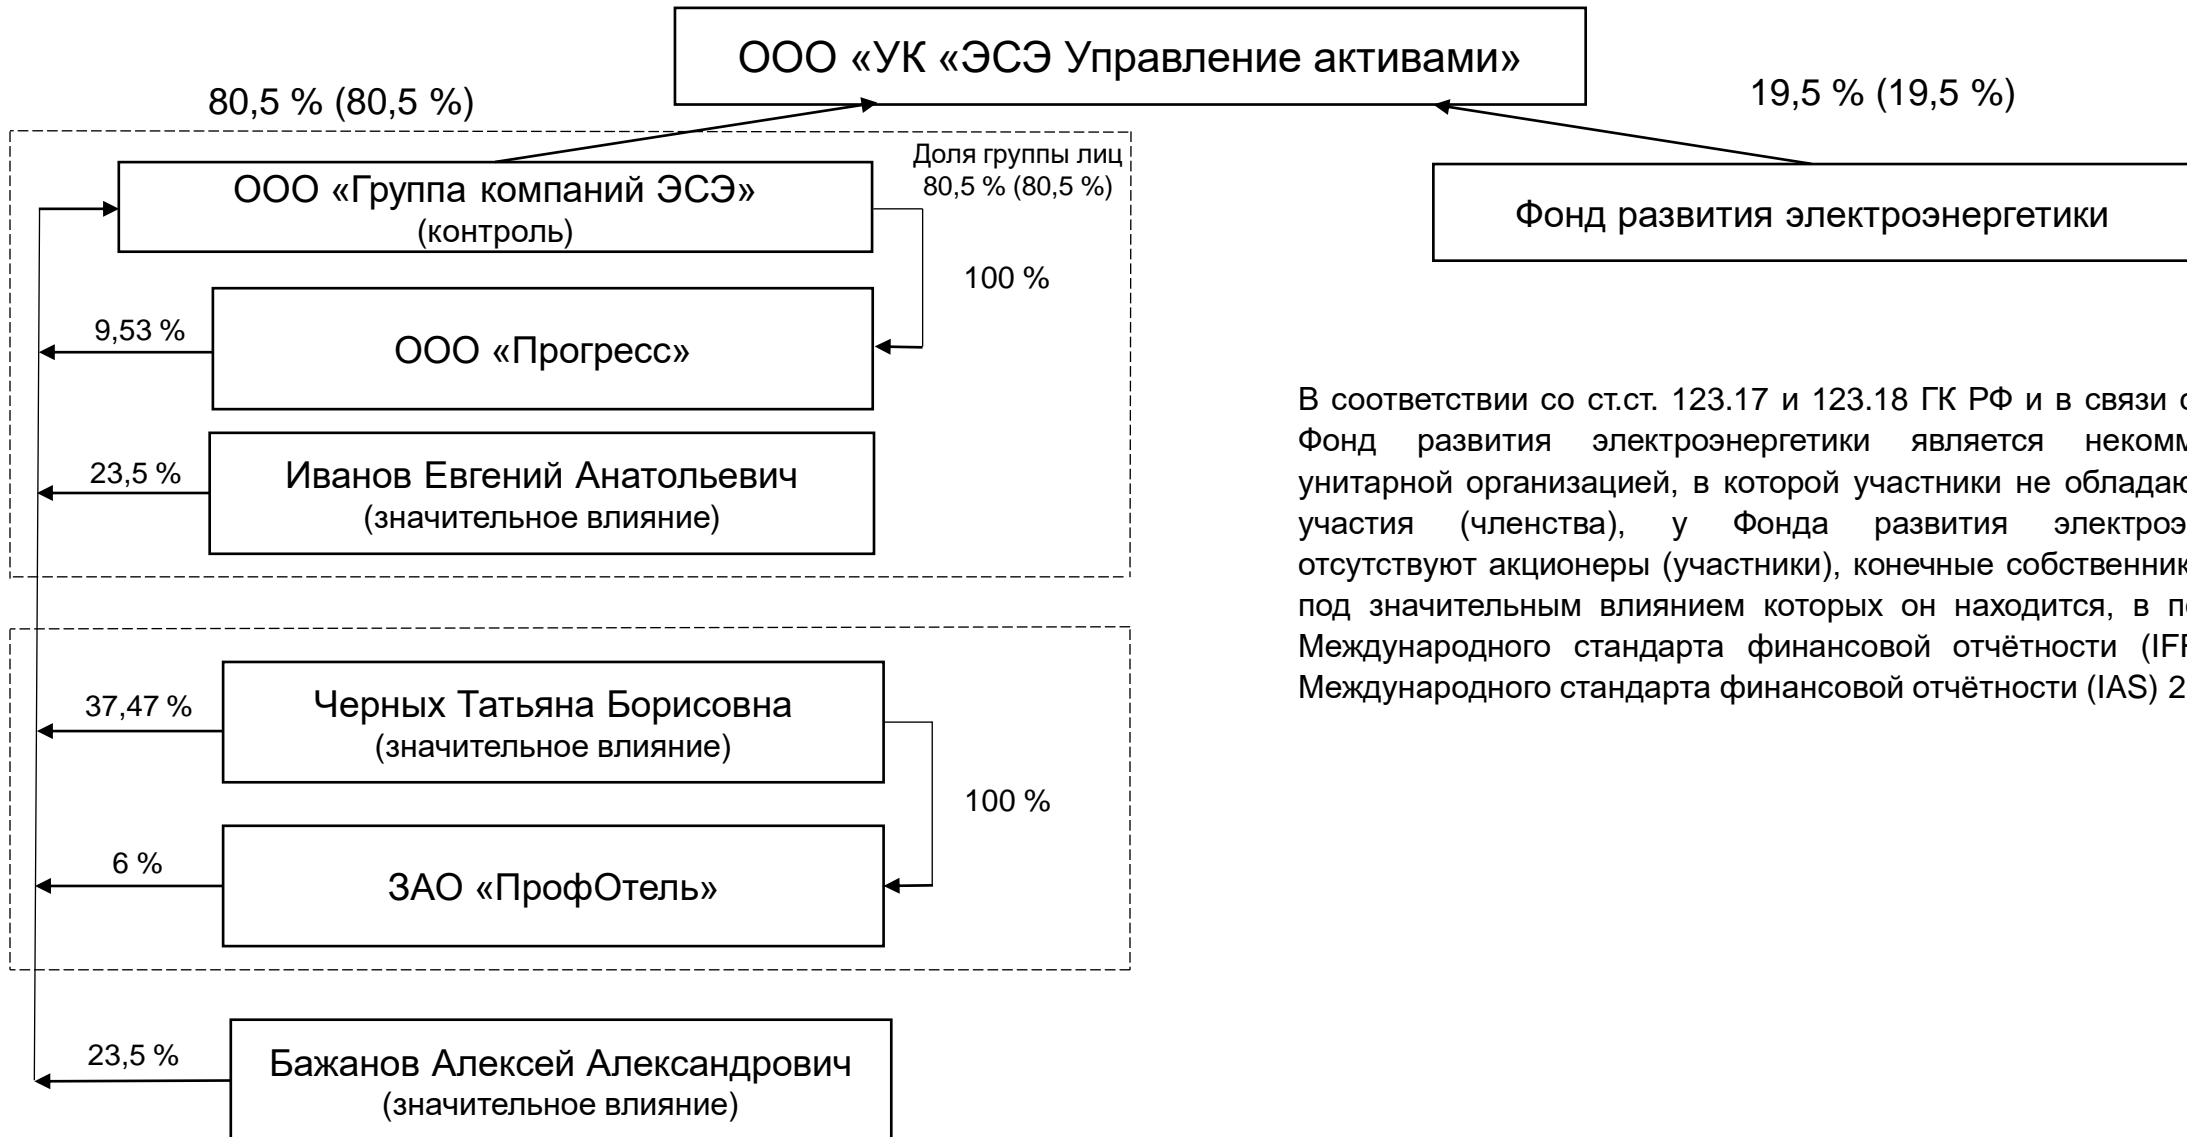 ООО «УК «ЭСЭ Управление активами»
80,5 % (80,5 %)
19,5 % (19,5 %)
Доля группы лиц
80,5 % (80,5 %)
ООО «Группа компаний ЭСЭ»
(контроль)
Фонд развития электроэнергетики
100 %
9,53 %
ООО «Прогресс»
23,5 %
Иванов Евгений Анатольевич
(значительное влияние)
В соответствии со ст.ст. 123.17 и 123.18 ГК РФ и в связи
Фонд развития электроэнергетики является
унитарной организацией, в которой участники не
участия (членства), у Фонда развития
отсутствуют акционеры (участники), конечные
под значительным влиянием которых он находится, в
Международного стандарта финансовой отчётности
Международного стандарта финансовой отчётности (IAS)
37,47 %
Черных Татьяна Борисовна
(значительное влияние)
100 %
6 %
ЗАО «ПрофОтель»
23,5 %
Бажанов Алексей Александрович
(значительное влияние)